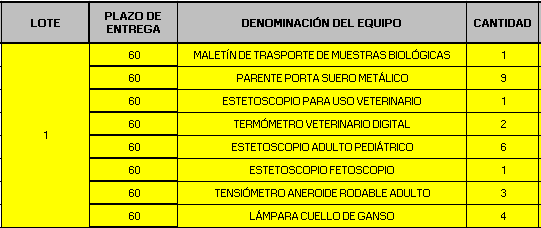 LOTE PLAZO DE ENTREGA DENOMINACIÓN DEL EQUIPO CANTIDAD
1
60 MALETÍN DE TRASPORTE DE MUESTRAS BIOLÓGICAS 1
60 PARENTE PORTA SUERO METÁLICO 9
60 ESTETOSCOPIO PARA USO VETERINARIO 1
60 TERMÓMETRO VETERINARIO DIGITAL 2
60 ESTETOSCOPIO ADULTO PEDIÁTRICO 6
60 ESTETOSCOPIO FETOSCOPIO 1
60 TENSIÓMETRO ANEROIDE RODABLE ADULTO 3
60 LÁMPARA CUELLO DE GANSO 4